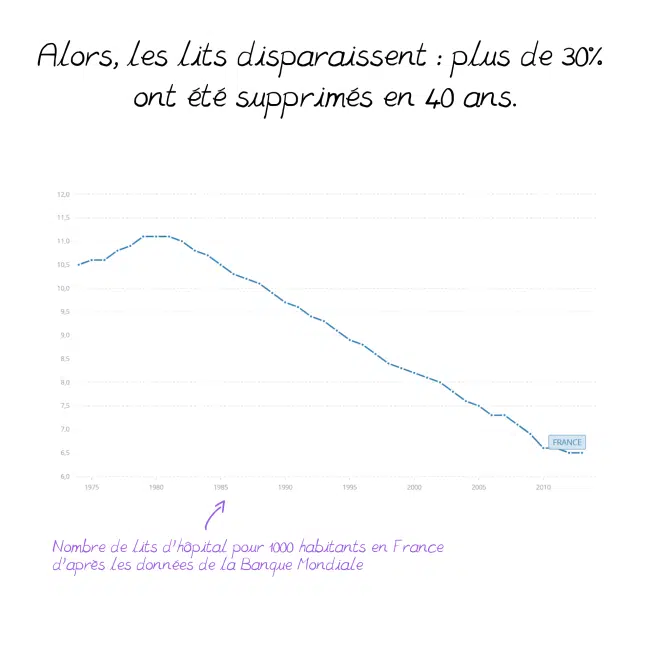 Alors, les lits disparaissent : plus de 30%
ont été supprimés en 40 ans.
12,0
11,5
11,0
10,5
10,0
9,5
9,0
8,5
8,0
7,5
7,0
6,5
6,0
FRANCE
1975 1980 1985 1990 1995 2000 2005 2010
Nombre de lits d'hôpital pour 1000 habitants en France
d'après les données de la Banque Mondiale